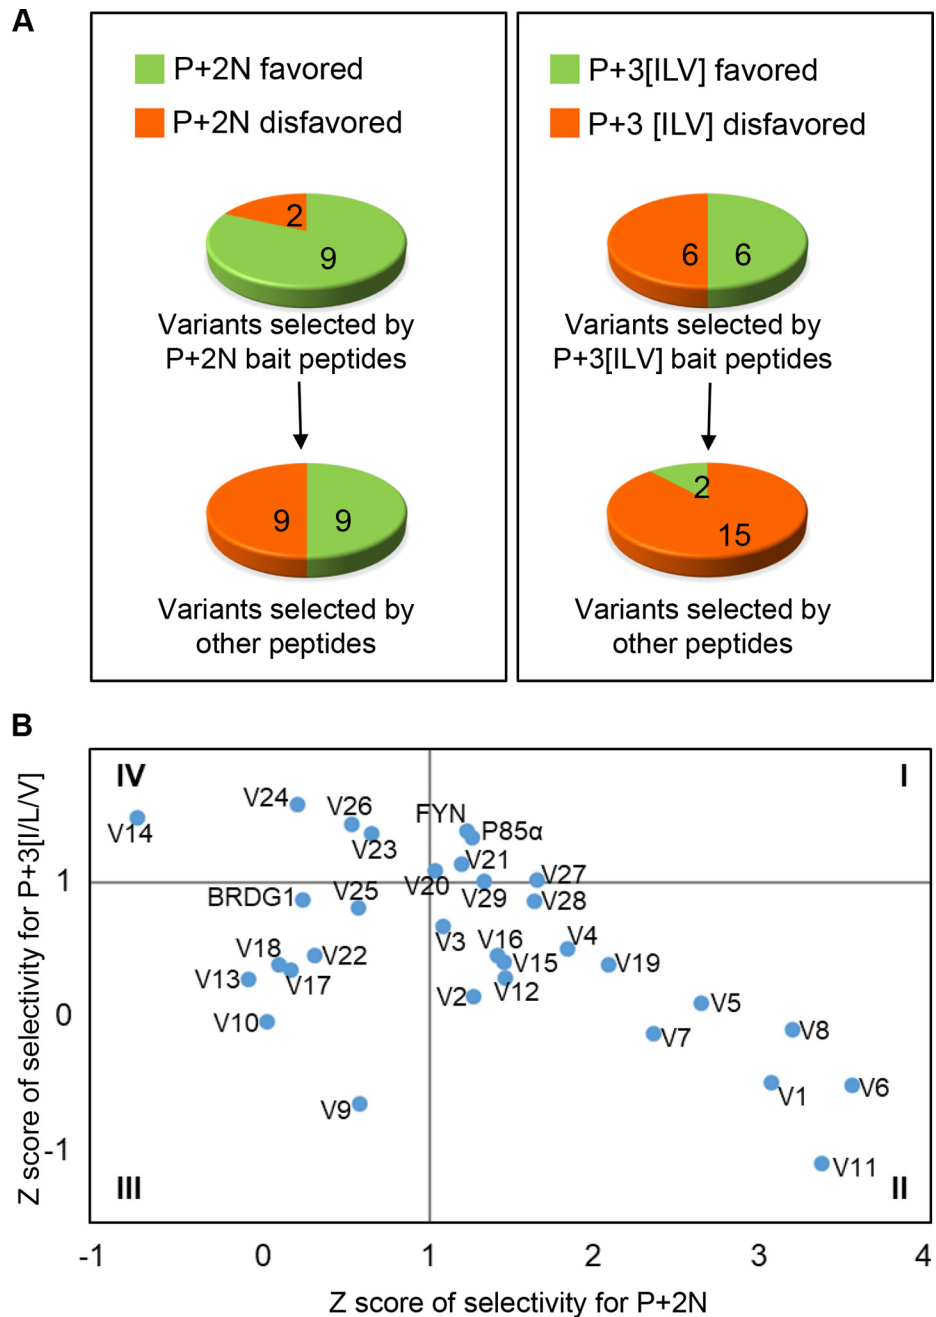 A
P+2N favored
P+2N disfavored
2
9
Variants selected by
P+2N bait peptides
9
9
Variants selected by
other peptides
P+3[ILV] favored
P+3 [ILV] disfavored
6
6
Variants selected by
P+3[ILV] bait peptides
2
15
Variants selected by
other peptides
B
Z score of selectivity for P+3[I/L/V]
IV
I
V24
V26
FYN
V14
V23
P85α
V21
V27
1
V20
BRDG1
V25
V29
V28
V3
V16
V4
V18
V22
V15
V19
V13
V17
V12
V2
V5
0
V10
V7
V8
V9
V1
V6
-1
V11
III
II
-1
0
1
2
3
4
Z score of selectivity for P+2N